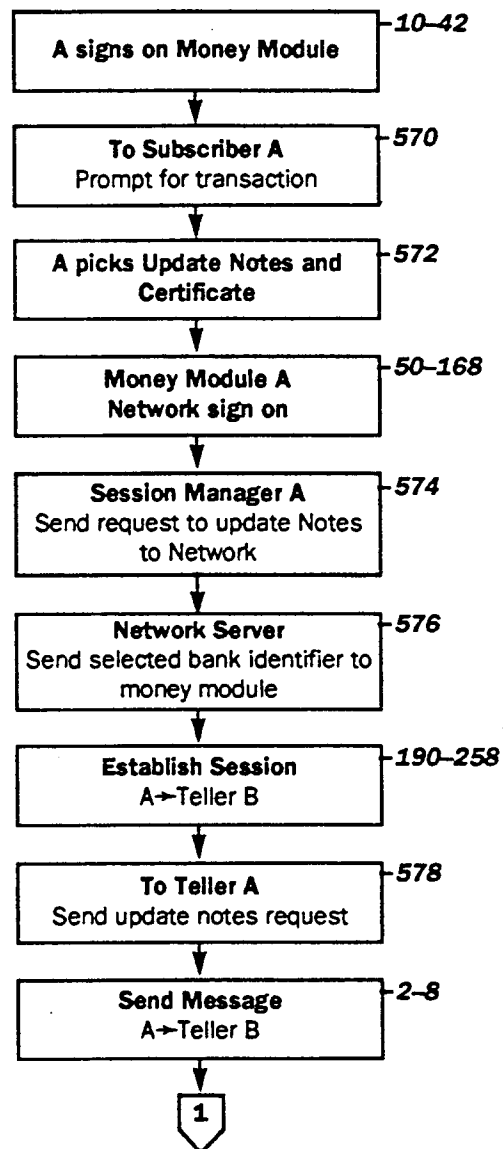 A signs on Money Module
10–42
To Subscriber A
Prompt for transaction
570
A picks Update Notes and
Certificate
572
Money Module A
Network sign on
50–168
Session Manager A
Send request to update Notes
to Network
574
Network Server
Send selected bank identifier to
money module
576
Establish Session
A→Teller B
190–258
To Teller A
Send update notes request
578
Send Message
A→Teller B
2–8
1